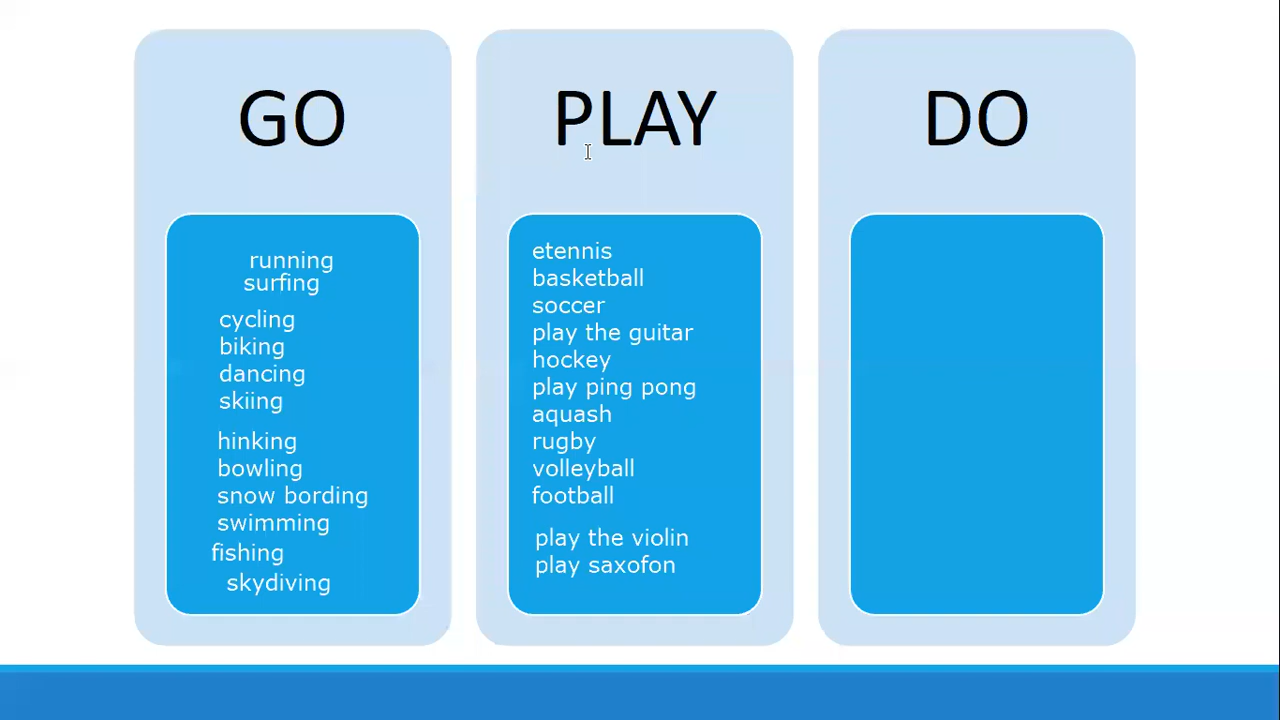 GO
running
surfing
cycling
biking
dancing
skiing
hinking
bowling
snow bording
swimming
fishing
skydiving
PLAY
etennis
basketball
soccer
play the guitar
hockey
play ping pong
aquash
rugby
volleyball
football
play the violin
play saxofon
DO